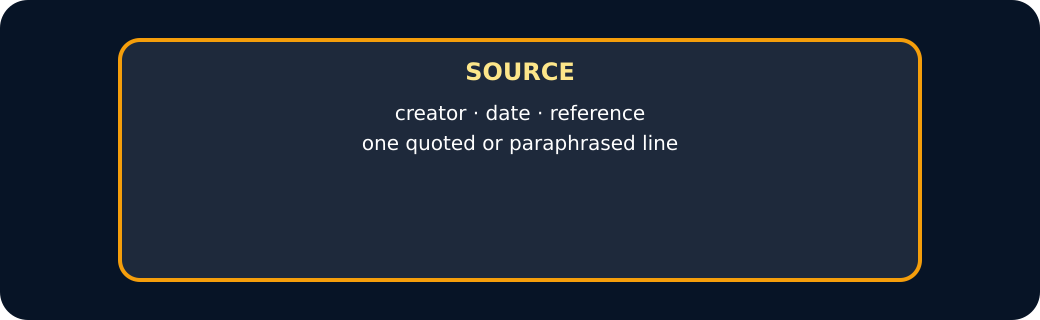 SOURCE
creator · date · reference
one quoted or paraphrased line